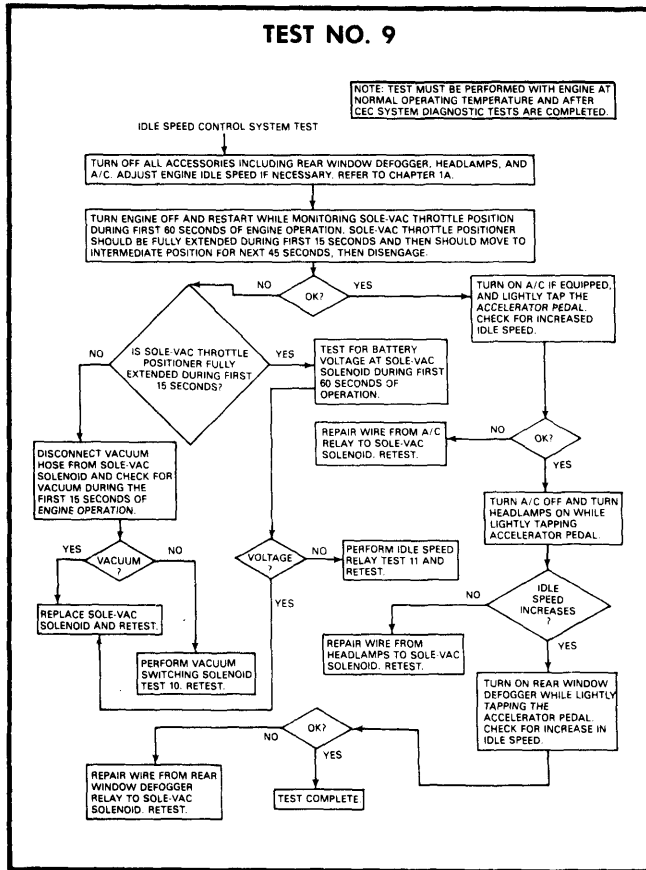 TEST NO. 9
NOTE: TEST MUST BE PERFORMED WITH ENGINE AT
NORMAL OPERATING TEMPERATURE AND AFTER
CEC SYSTEM DIAGNOSTIC TESTS ARE COMPLETED.
IDLE SPEED CONTROL SYSTEM TEST
TURN OFF ALL ACCESSORIES INCLUDING REAR WINDOW DEFOGGER, HEADLAMPS, AND
A/C. ADJUST ENGINE IDLE SPEED IF NECESSARY. REFER TO CHAPTER 1A.
TURN ENGINE OFF AND RESTART WHILE MONITORING SOLE-VAC THROTTLE POSITION
DURING FIRST 60 SECONDS OF ENGINE OPERATION. SOLE-VAC THROTTLE POSITIONER
SHOULD BE FULLY EXTENDED DURING FIRST 15 SECONDS AND THEN SHOULD MOVE TO
INTERMEDIATE POSITION FOR NEXT 45 SECONDS, THEN DISENGAGE.
NO
OK?
YES
TURN ON A/C IF EQUIPPED,
AND LIGHTLY TAP THE
ACCELERATOR PEDAL.
CHECK FOR INCREASED
IDLE SPEED.
NO
IS SOLE-VAC THROTTLE
POSITIONER FULLY
EXTENDED DURING FIRST
15 SECONDS?
YES
TEST FOR BATTERY
VOLTAGE AT SOLE-VAC
SOLENOID DURING FIRST
60 SECONDS OF
OPERATION.
REPAIR WIRE FROM A/C
RELAY TO SOLE-VAC
SOLENOID. RETEST.
NO
OK?
YES
DISCONNECT VACUUM
HOSE FROM SOLE-VAC
SOLENOID AND CHECK FOR
VACUUM DURING THE
FIRST 15 SECONDS OF
ENGINE OPERATION.
TURN A/C OFF AND TURN
HEADLAMPS ON WHILE
LIGHTLY TAPPING
ACCELERATOR PEDAL.
YES
VACUUM
?
NO
VOLTAGE
?
NO
PERFORM IDLE SPEED
RELAY TEST 11 AND
RETEST.
YES
NO
IDLE
SPEED
INCREASES
?
YES
REPLACE SOLE-VAC
SOLENOID AND RETEST.
PERFORM VACUUM
SWITCHING SOLENOID
TEST 10. RETEST.
REPAIR WIRE FROM
HEADLAMPS TO SOLE-VAC
SOLENOID. RETEST.
TURN ON REAR WINDOW
DEFOGGER WHILE LIGHTLY
TAPPING THE
ACCELERATOR PEDAL.
CHECK FOR INCREASE IN
IDLE SPEED.
NO
OK?
YES
REPAIR WIRE FROM REAR
WINDOW DEFOGGER
RELAY TO SOLE-VAC
SOLENOID. RETEST.
TEST COMPLETE